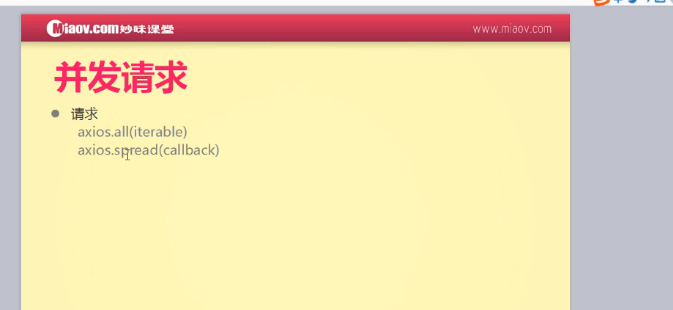 Miaov.com妙味课堂
www.miaov.com
并发请求
请求
axios.all(iterable)
axios.spread(callback)